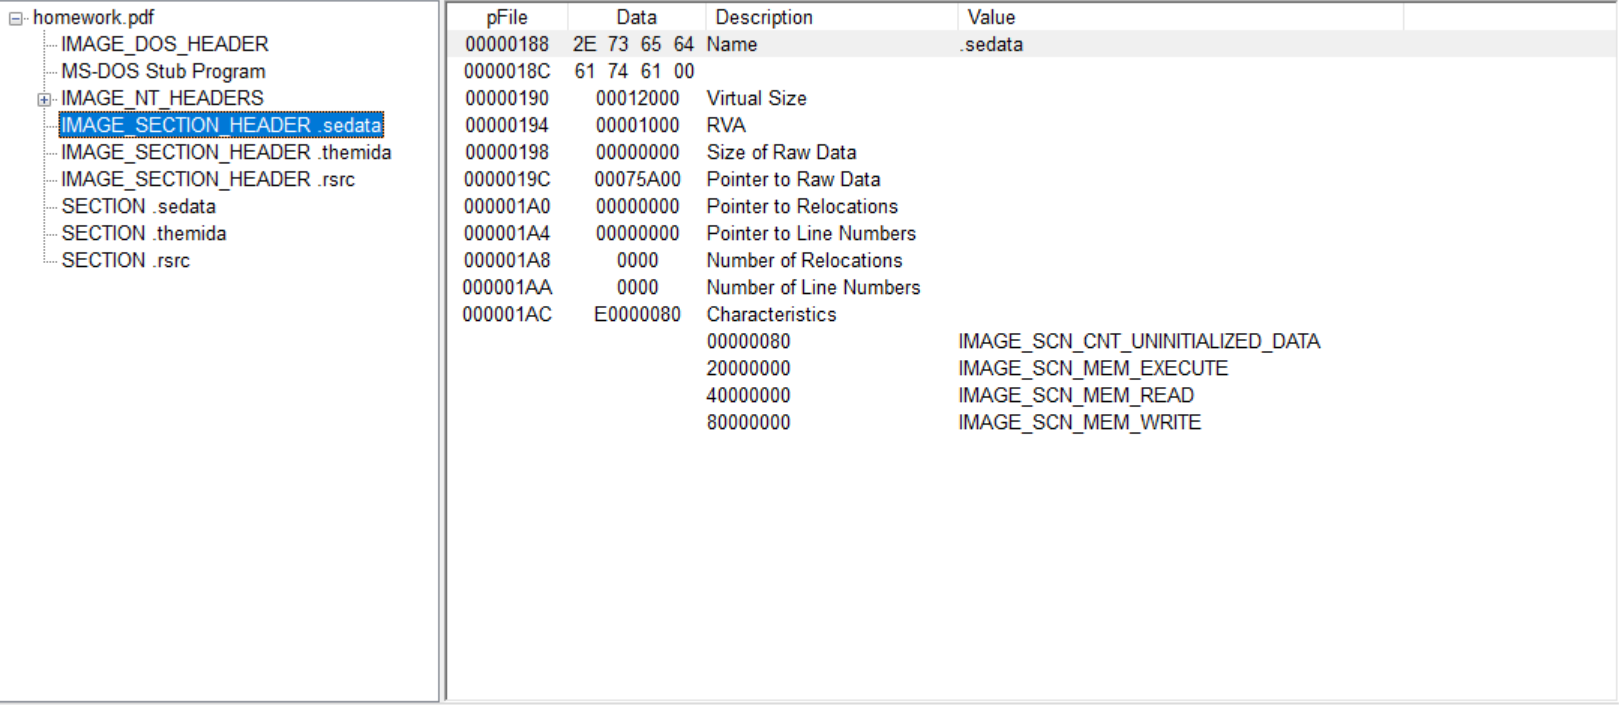 homework.pdf
IMAGE_DOS_HEADER
MS-DOS Stub Program
IMAGE_NT_HEADERS
IMAGE_SECTION_HEADER .sedata
IMAGE_SECTION_HEADER .themida
IMAGE_SECTION_HEADER .rsrc
SECTION .sedata
SECTION .themida
SECTION .rsrc
pFile Data Description Value
00000188 2E 73 65 64 Name .sedata
0000018C 61 74 61 00
00000190 00012000 Virtual Size
00000194 00001000 RVA
00000198 00000000 Size of Raw Data
0000019C 00075A00 Pointer to Raw Data
000001A0 00000000 Pointer to Relocations
000001A4 00000000 Pointer to Line Numbers
000001A8 0000 Number of Relocations
000001AA 0000 Number of Line Numbers
000001AC E0000080 Characteristics
00000080 IMAGE_SCN_CNT_UNINITIALIZED_DATA
20000000 IMAGE_SCN_MEM_EXECUTE
40000000 IMAGE_SCN_MEM_READ
80000000 IMAGE_SCN_MEM_WRITE